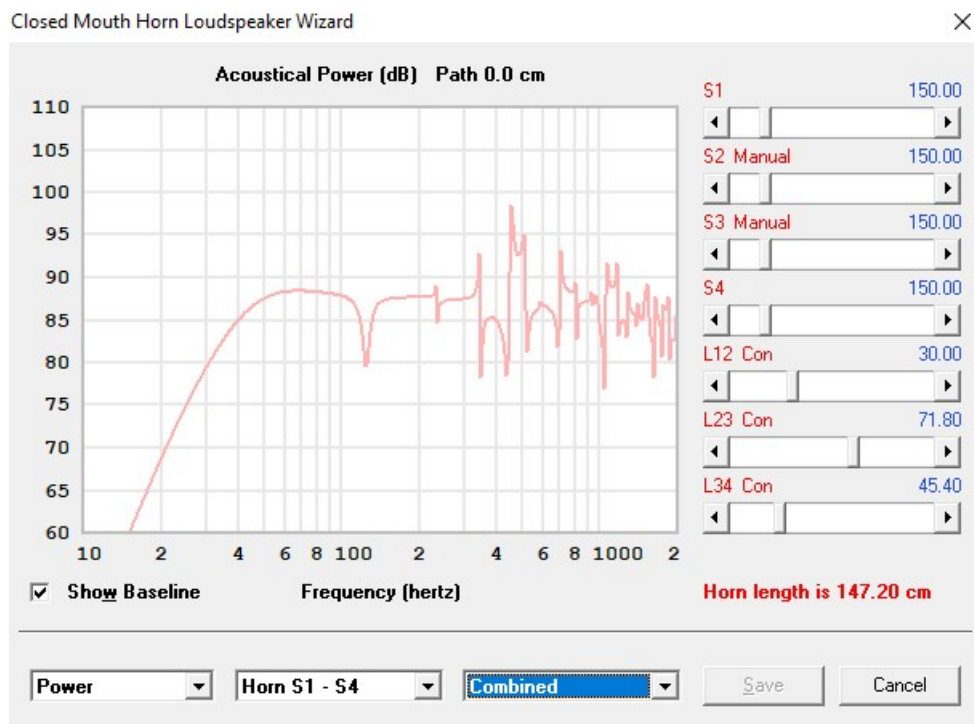 Closed Mouth Horn Loudspeaker Wizard
Acoustical Power (dB) Path 0.0 cm
110
105
100
95
90
85
80
75
70
65
60
10 2 4 6 8 100 2 4 6 8 1000 2
Show Baseline
Frequency (hertz)
S1 150.00
S2 Manual 150.00
S3 Manual 150.00
S4 150.00
L12 Con 30.00
L23 Con 71.80
L34 Con 45.40
Horn length is 147.20 cm
Power
Horn S1 - S4
Combined
Save
Cancel